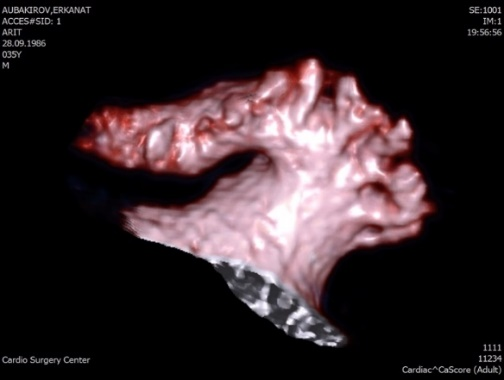 AUBAKIROV,ERKANAT
ACCES#SID: 1
ARIT
28.09.1986
035Y
M
SE:1001
IM:1
19:56:56
Cardio Surgery Center
1111
11234
Cardiac^CaScore (Adult)